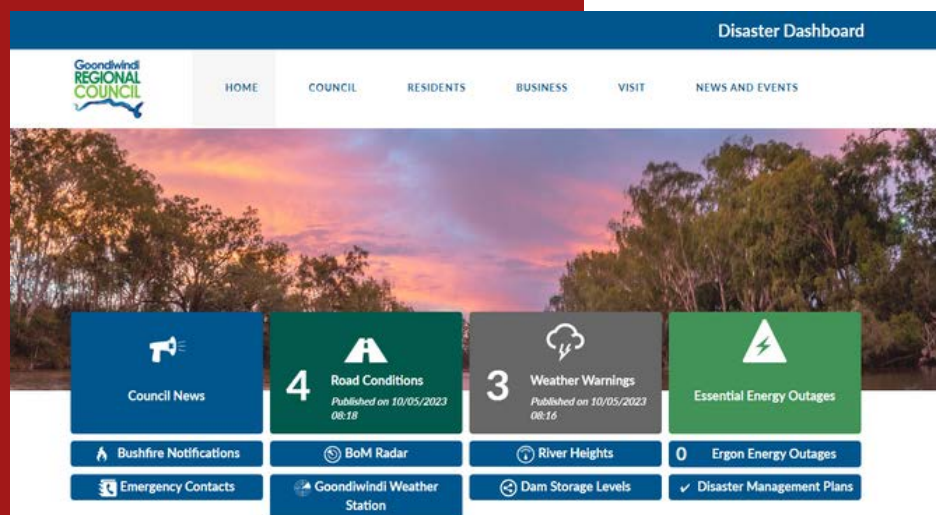 Disaster Dashboard
Goondiwindi
REGIONAL
COUNCIL
HOME COUNCIL RESIDENTS BUSINESS VISIT NEWS AND EVENTS
Council News
4
Road Conditions
Published on 10/05/2023
08:18
3
Weather Warnings
Published on 10/05/2023
08:16
Essential Energy Outages
Bushfire Notifications
BoM Radar
River Heights
0 Ergon Energy Outages
Emergency Contacts
Goondiwindi Weather
Station
Dam Storage Levels
Disaster Management Plans